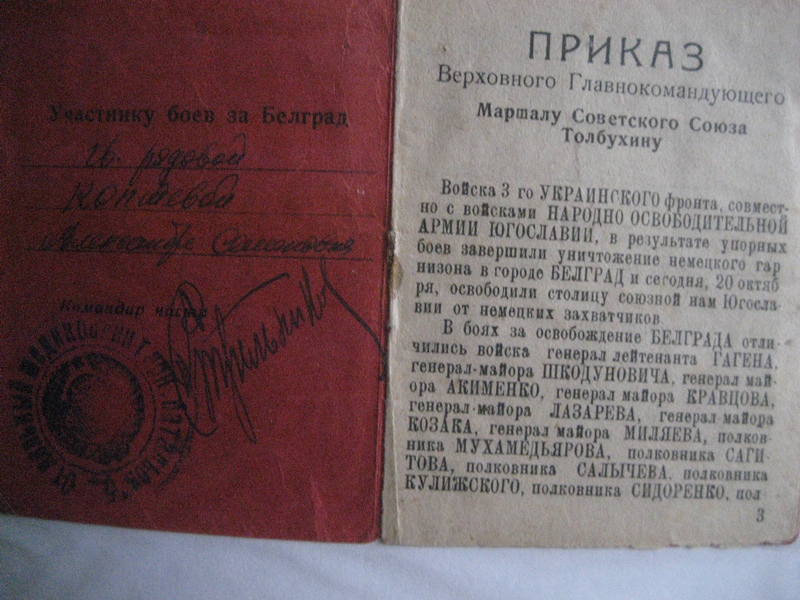 Участнику боев за Белград
Гв. рядовой
Александре
Командир части
ПРИКАЗ
Верховного Главнокомандующего
Маршалу Советского Союза
Толбухину
Войска 3 го УКРАИНСКОГО фронта, совмест-
но с войсками НАРОДНО ОСВОБОДИТЕЛЬНОЙ
АРМИИ ЮГОСЛАВИИ, в результате упорных
боев завершили уничтожение немецкого гар
низона в городе БЕЛГРАД и сегодня, 20 октяб
ря, освободили столицу союзной нам Югосла-
вии от немецких захватчиков.
В боях за освобождение БЕЛГРАДА отли-
чились войска генерал лейтенанта ГАГЕНА,
генерал-майора ШКОДУНОВИЧА, генерал май-
ора АКИМЕНКО, генерал майора КРАВЦОВА,
генерал-майора ЛАЗАРЕВА, генерал-майора
КОЗАКА, генерал майора МИЛЯЕВА, полков-
ника МУХАМЕДЬЯРОВА, полковника САГИ-
ТОВА, полковника САЛЫЧЕВА, полковника
КУЛИЖСКОГО, полковника СИДОРЕНКО, пол
3